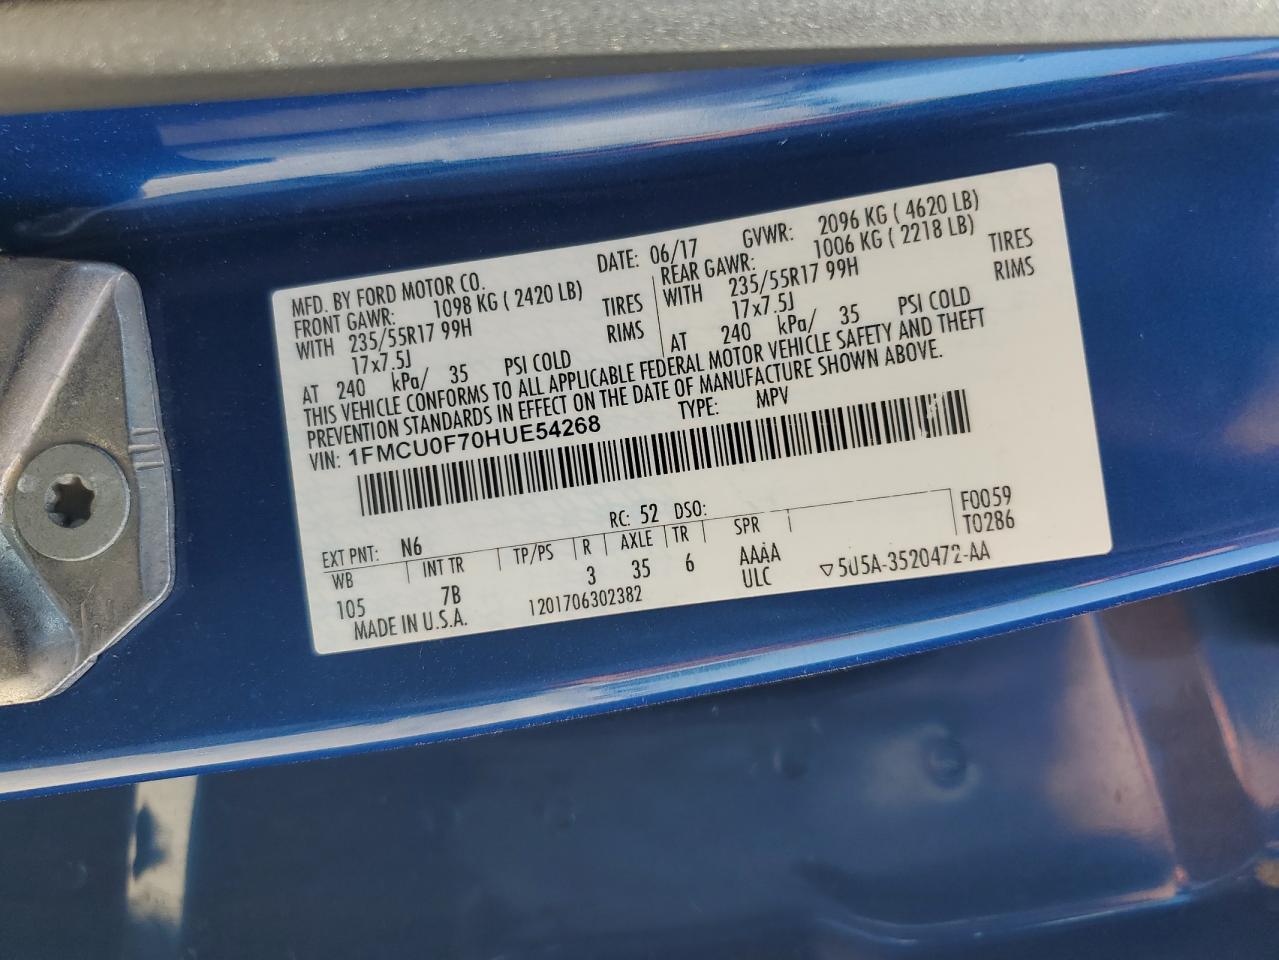 MFD. BY FORD MOTOR CO. DATE: 06/17 GVWR: 2096 KG ( 4620 LB)
FRONT GAWR: 1098 KG ( 2420 LB) REAR GAWR: 1006 KG ( 2218 LB)
WITH 235/55R17 99H TIRES WITH 235/55R17 99H TIRES
17x7.5J RIMS 17x7.5J RIMS
AT 240 kPa/ 35 PSI COLD AT 240 kPa/ 35 PSI COLD
THIS VEHICLE CONFORMS TO ALL APPLICABLE FEDERAL MOTOR VEHICLE SAFETY AND THEFT
PREVENTION STANDARDS IN EFFECT ON THE DATE OF MANUFACTURE SHOWN ABOVE.
VIN: 1FMCU0F70HUE54268 TYPE: MPV
EXT PNT: N6 RC: 52 DSO: F0059
WB INT TR TP/PS R AXLE TR SPR T0286
105 7B 3 35 6 AAAA ▽5U5A-3520472-AA
MADE IN U.S.A. 1201706302382 ULC